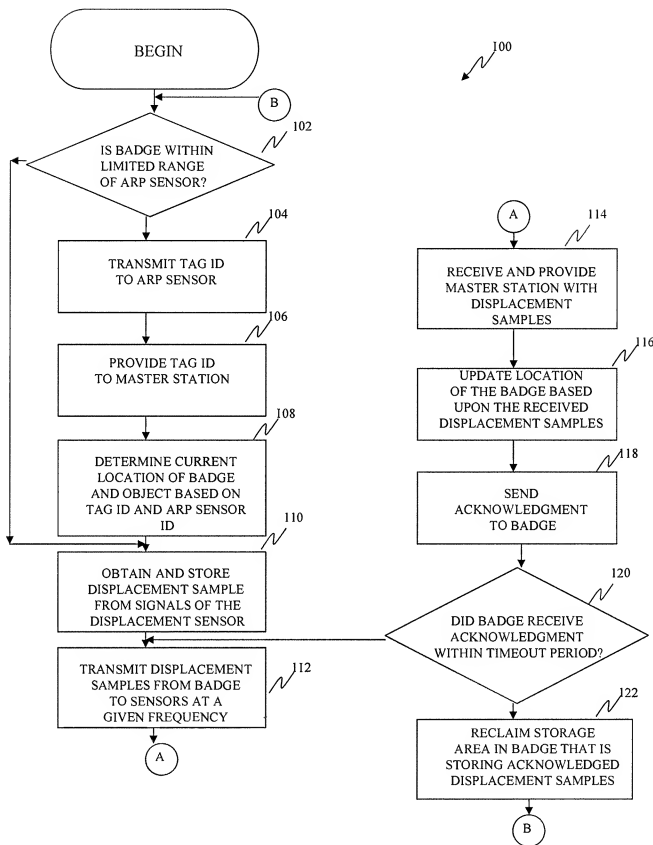 BEGIN
100
B
102
IS BADGE WITHIN
LIMITED RANGE
OF ARP SENSOR?
104
TRANSMIT TAG ID
TO ARP SENSOR
106
PROVIDE TAG ID
TO MASTER STATION
108
DETERMINE CURRENT
LOCATION OF BADGE
AND OBJECT BASED ON
TAG ID AND ARP SENSOR
ID
110
OBTAIN AND STORE
DISPLACEMENT SAMPLE
FROM SIGNALS OF THE
DISPLACEMENT SENSOR
112
TRANSMIT DISPLACEMENT
SAMPLES FROM BADGE
TO SENSORS AT A
GIVEN FREQUENCY
A
A
114
RECEIVE AND PROVIDE
MASTER STATION WITH
DISPLACEMENT
SAMPLES
116
UPDATE LOCATION
OF THE BADGE BASED
UPON THE RECEIVED
DISPLACEMENT SAMPLES
118
SEND
ACKNOWLEDGMENT
TO BADGE
120
DID BADGE RECEIVE
ACKNOWLEDGMENT
WITHIN TIMEOUT PERIOD?
122
RECLAIM STORAGE
AREA IN BADGE THAT IS
STORING ACKNOWLEDGED
DISPLACEMENT SAMPLES
B